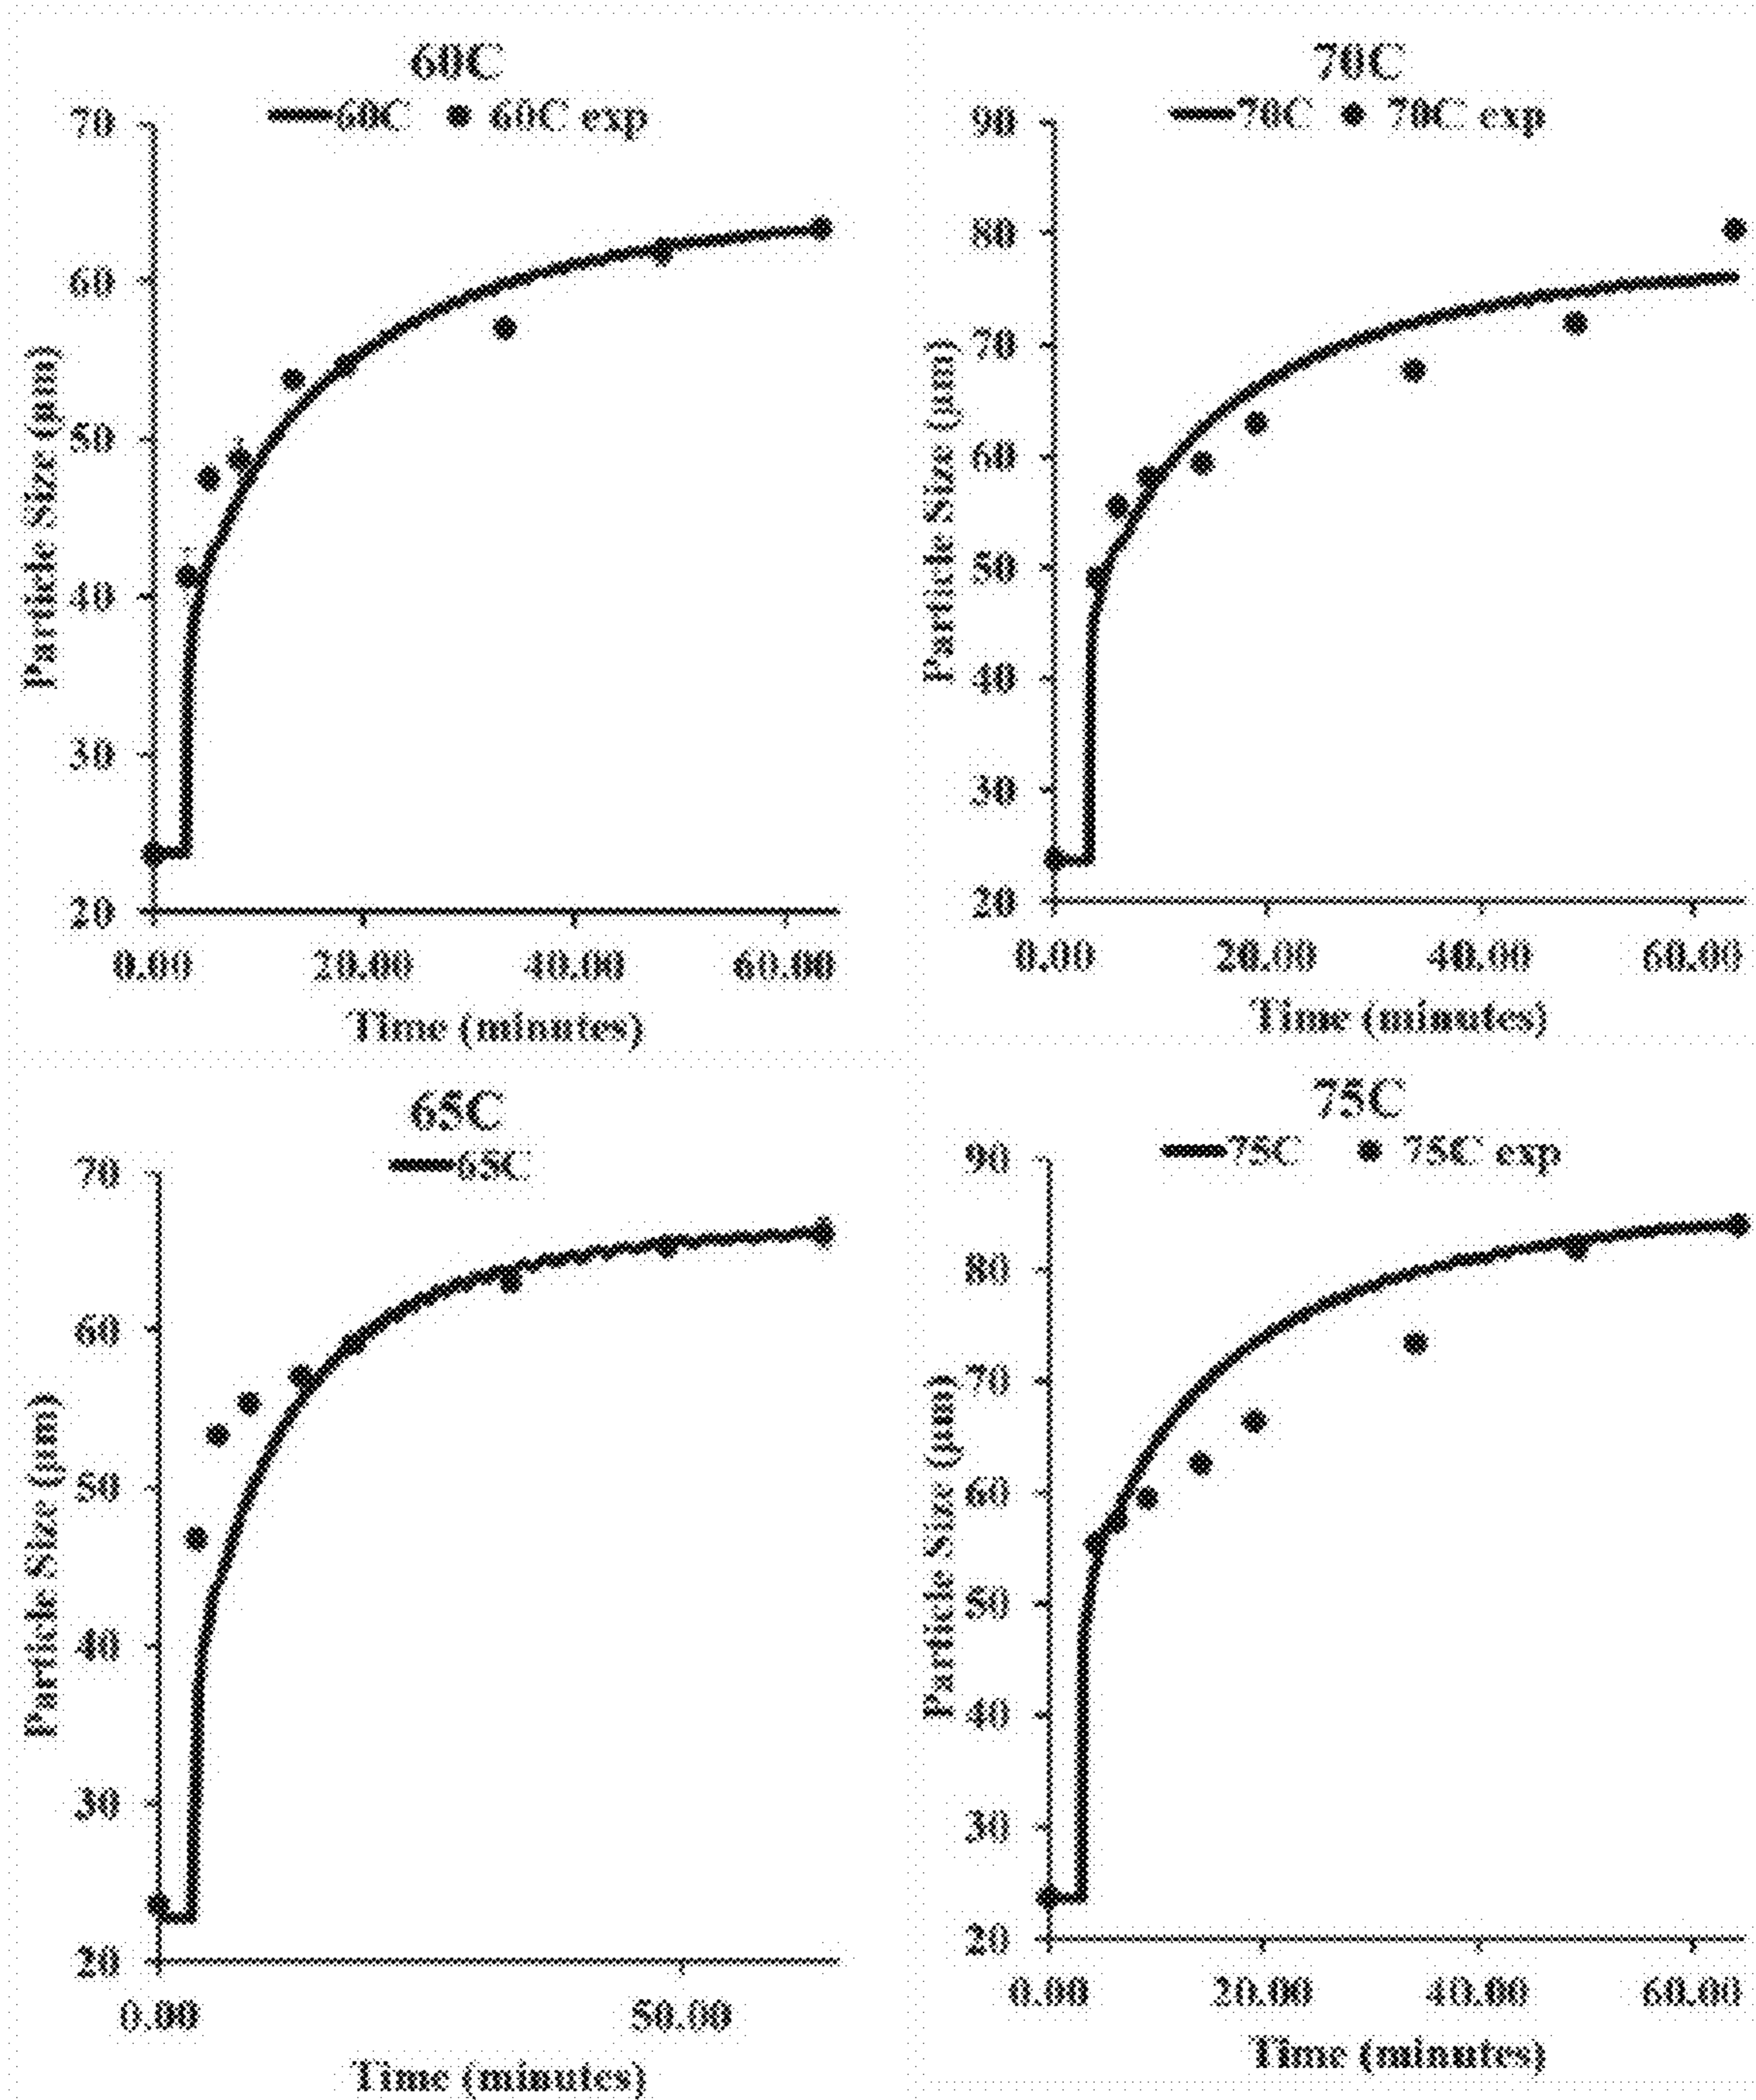 60C
60C 60C exp
70
60
50
40
30
20
Particle Size (µm)
0.00 20.00 40.00 60.00
Time (minutes)
70C
70C 70C exp
90
80
70
60
50
40
30
20
Particle Size (µm)
0.00 20.00 40.00 60.00
Time (minutes)
65C
65C
70
60
50
40
30
20
Particle Size (µm)
0.00 50.00
Time (minutes)
75C
75C 75C exp
90
80
70
60
50
40
30
20
Particle Size (µm)
0.00 20.00 40.00 60.00
Time (minutes)